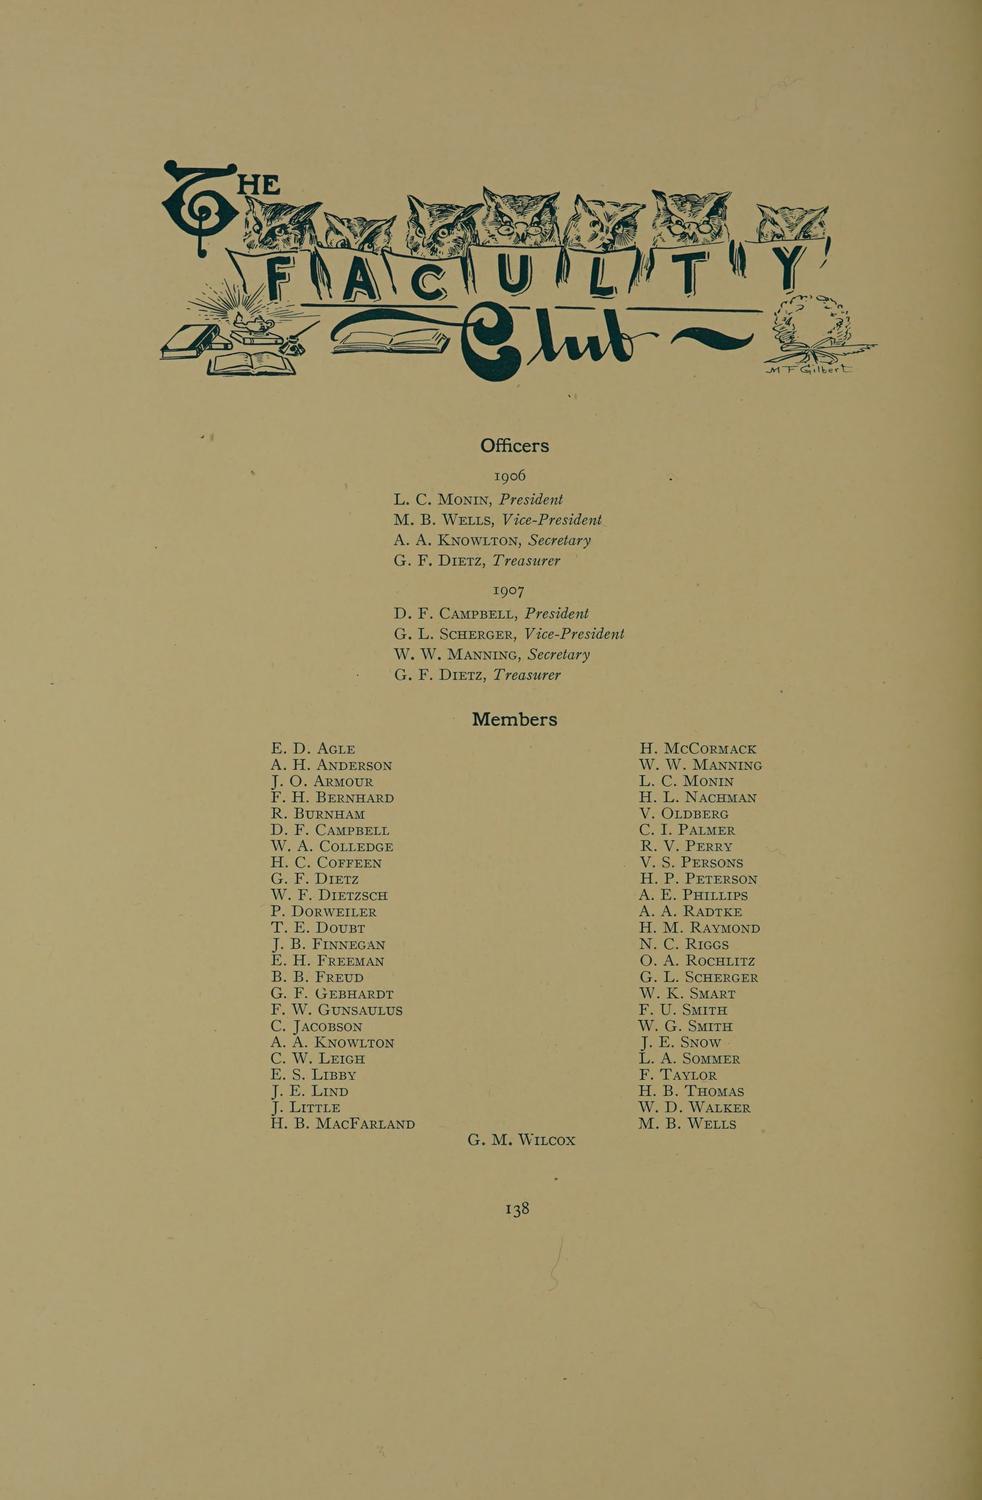 THE
FACULTY
Club
M F Gilbert
Officers
1906
L. C. MONIN, President
M. B. WELLS, Vice-President
A. A. KNOWLTON, Secretary
G. F. DIETZ, Treasurer
1907
D. F. CAMPBELL, President
G. L. SCHERGER, Vice-President
W. W. MANNING, Secretary
G. F. DIETZ, Treasurer
Members
E. D. AGLE
A. H. ANDERSON
J. O. ARMOUR
F. H. BERNHARD
R. BURNHAM
D. F. CAMPBELL
W. A. COLLEDGE
H. C. COFFEEN
G. F. DIETZ
W. F. DIETZSCH
P. DORWEILER
T. E. DOUBT
J. B. FINNEGAN
E. H. FREEMAN
B. B. FREUD
G. F. GEBHARDT
F. W. GUNSAULUS
C. JACOBSON
A. A. KNOWLTON
C. W. LEIGH
E. S. LIBBY
J. E. LIND
J. LITTLE
H. B. MACFARLAND
H. MCCORMACK
W. W. MANNING
L. C. MONIN
H. L. NACHMAN
V. OLDBERG
C. I. PALMER
R. V. PERRY
V. S. PERSONS
H. P. PETERSON
A. E. PHILLIPS
A. A. RADTKE
H. M. RAYMOND
N. C. RIGGS
O. A. ROCHLITZ
G. L. SCHERGER
W. K. SMART
F. U. SMITH
W. G. SMITH
J. E. SNOW
L. A. SOMMER
F. TAYLOR
H. B. THOMAS
W. D. WALKER
M. B. WELLS
G. M. WILCOX
138